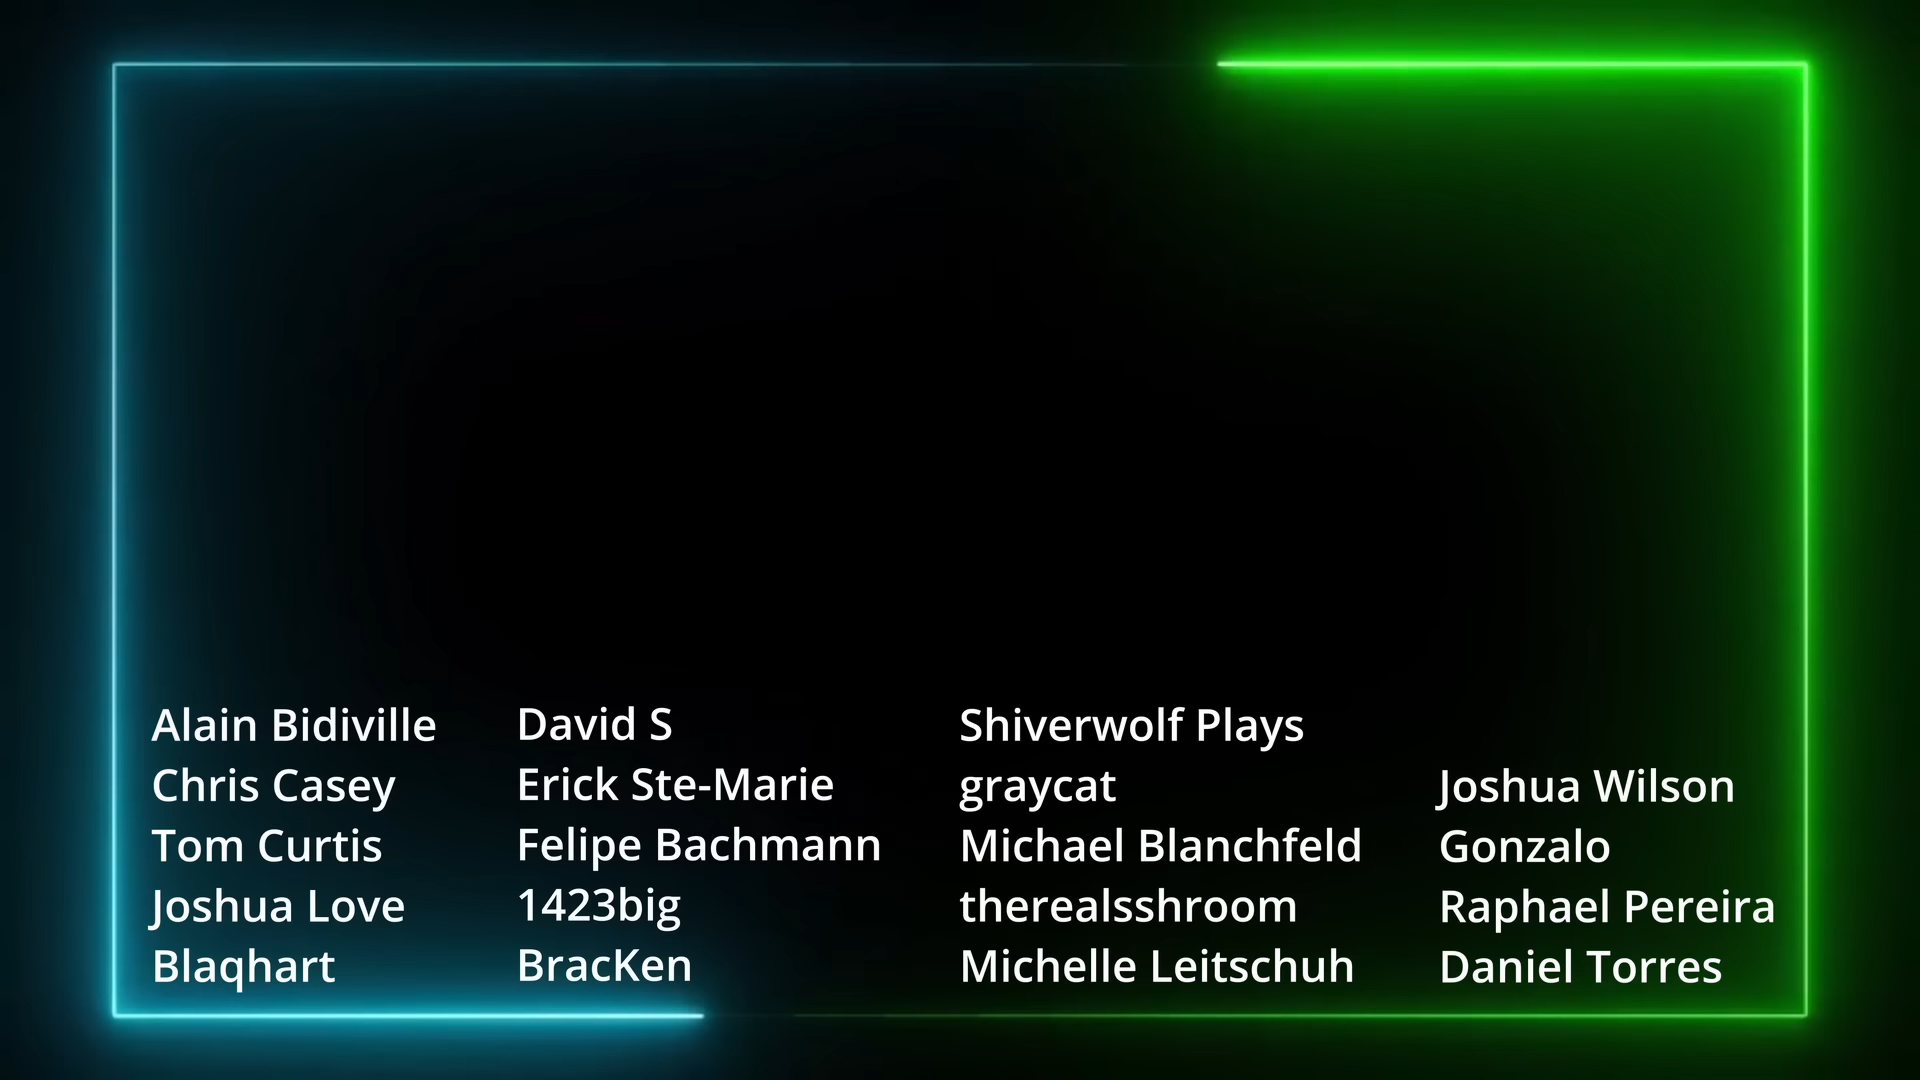 Alain Bidiville
Chris Casey
Tom Curtis
Joshua Love
Blaqhart
David S
Erick Ste-Marie
Felipe Bachmann
1423big
BracKen
Shiverwolf Plays
graycat
Michael Blanchfeld
therealsshroom
Michelle Leitschuh
Joshua Wilson
Gonzalo
Raphael Pereira
Daniel Torres